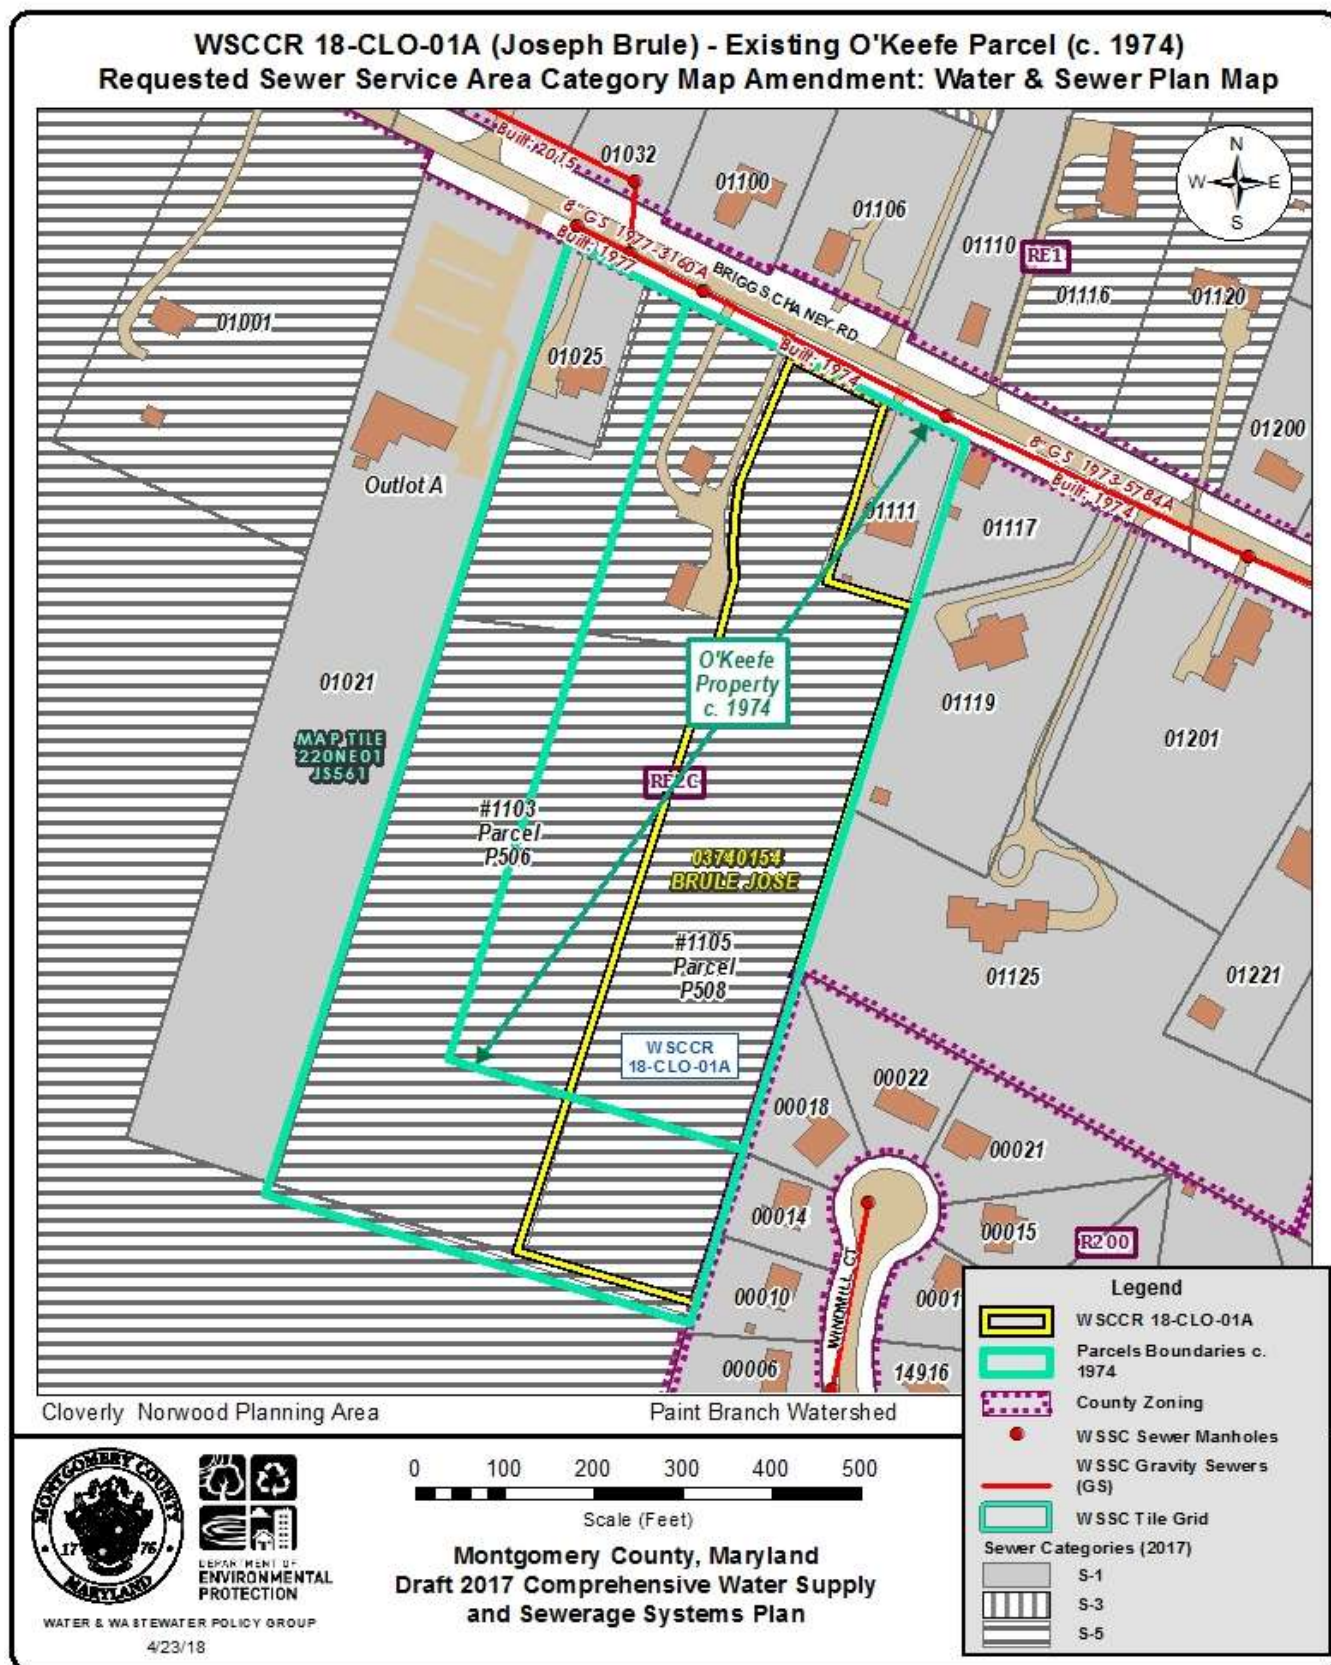 WSCCR 18-CLO-01A (Joseph Brule) - Existing O'Keefe Parcel (c. 1974)
Requested Sewer Service Area Category Map Amendment: Water & Sewer Plan Map
Built: 2015
01032
01100
01106
01110
RE1
01116
01120
01200
N
W
E
S
8" GS 1977-3160A
Built: 1977
BRIGGS CHANEY RD
Built: 1974
8" GS 1973-5784A
Built: 1974
01001
01025
Outlot A
01111
01117
01021
MAP TILE
220NE01
JS561
O'Keefe
Property
c. 1974
01119
01201
RE2C
#1103
Parcel
P506
03740154
BRULE JOSE
#1105
Parcel
P508
WSCCR
18-CLO-01A
01125
01221
00022
00018
00021
00014
00015
R200
00010
WINDMILL CT
0001
00006
14916
Cloverly Norwood Planning Area
Paint Branch Watershed
Legend
WSCCR 18-CLO-01A
Parcels Boundaries c.
1974
County Zoning
WSSC Sewer Manholes
WSSC Gravity Sewers
(GS)
WSSC Tile Grid
Sewer Categories (2017)
S-1
S-3
S-5
MONTGOMERY COUNTY
17 76
MARYLAND
DEPARTMENT OF
ENVIRONMENTAL
PROTECTION
WATER & WASTEWATER POLICY GROUP
4/23/18
0 100 200 300 400 500
Scale (Feet)
Montgomery County, Maryland
Draft 2017 Comprehensive Water Supply
and Sewerage Systems Plan